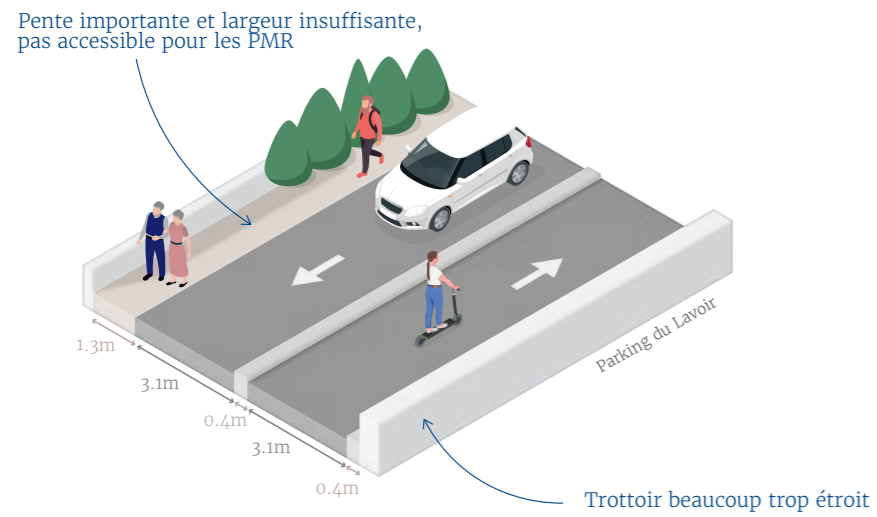 Pente importante et largeur insuffisante,
pas accessible pour les PMR
Parking du Lavoir
1.3m
3.1m
0.4m
3.1m
0.4m
Trottoir beaucoup trop étroit